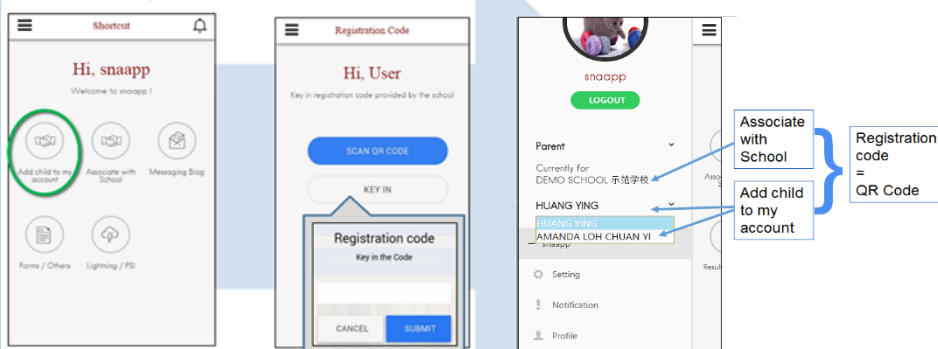 Shortcut
Hi, snaapp
Welcome to snaapp !
Add child to my
account
Associate with
School
Messaging Blog
Forms / Others
Lightning / PSI
Registration Code
Hi, User
Key in registration code provided by the school
SCAN QR CODE
KEY IN
Registration code
Key in the Code
CANCEL
SUBMIT
snaapp
LOGOUT
Parent
Currently for
DEMO SCHOOL 示范学校
HUANG YING
HUANG YING
AMANDA LOH CHUAN YI
snaapp
Setting
Notification
Profile
Associate
with
School
Add child
to my
account
Registration
code
=
QR Code